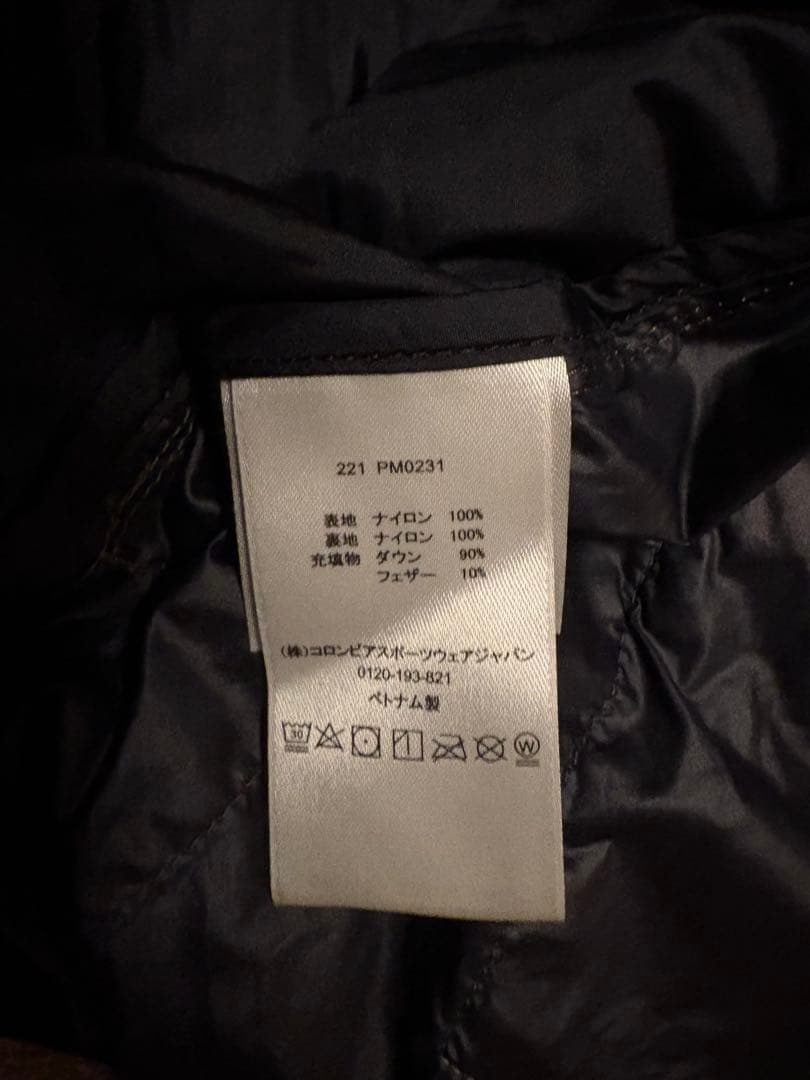 221 PM0231
表地 ナイロン 100%
裏地 ナイロン 100%
充填物 ダウン 90%
フェザー 10%
(株)コロンビアスポーツウェアジャパン
0120-193-821
ベトナム製
30 W